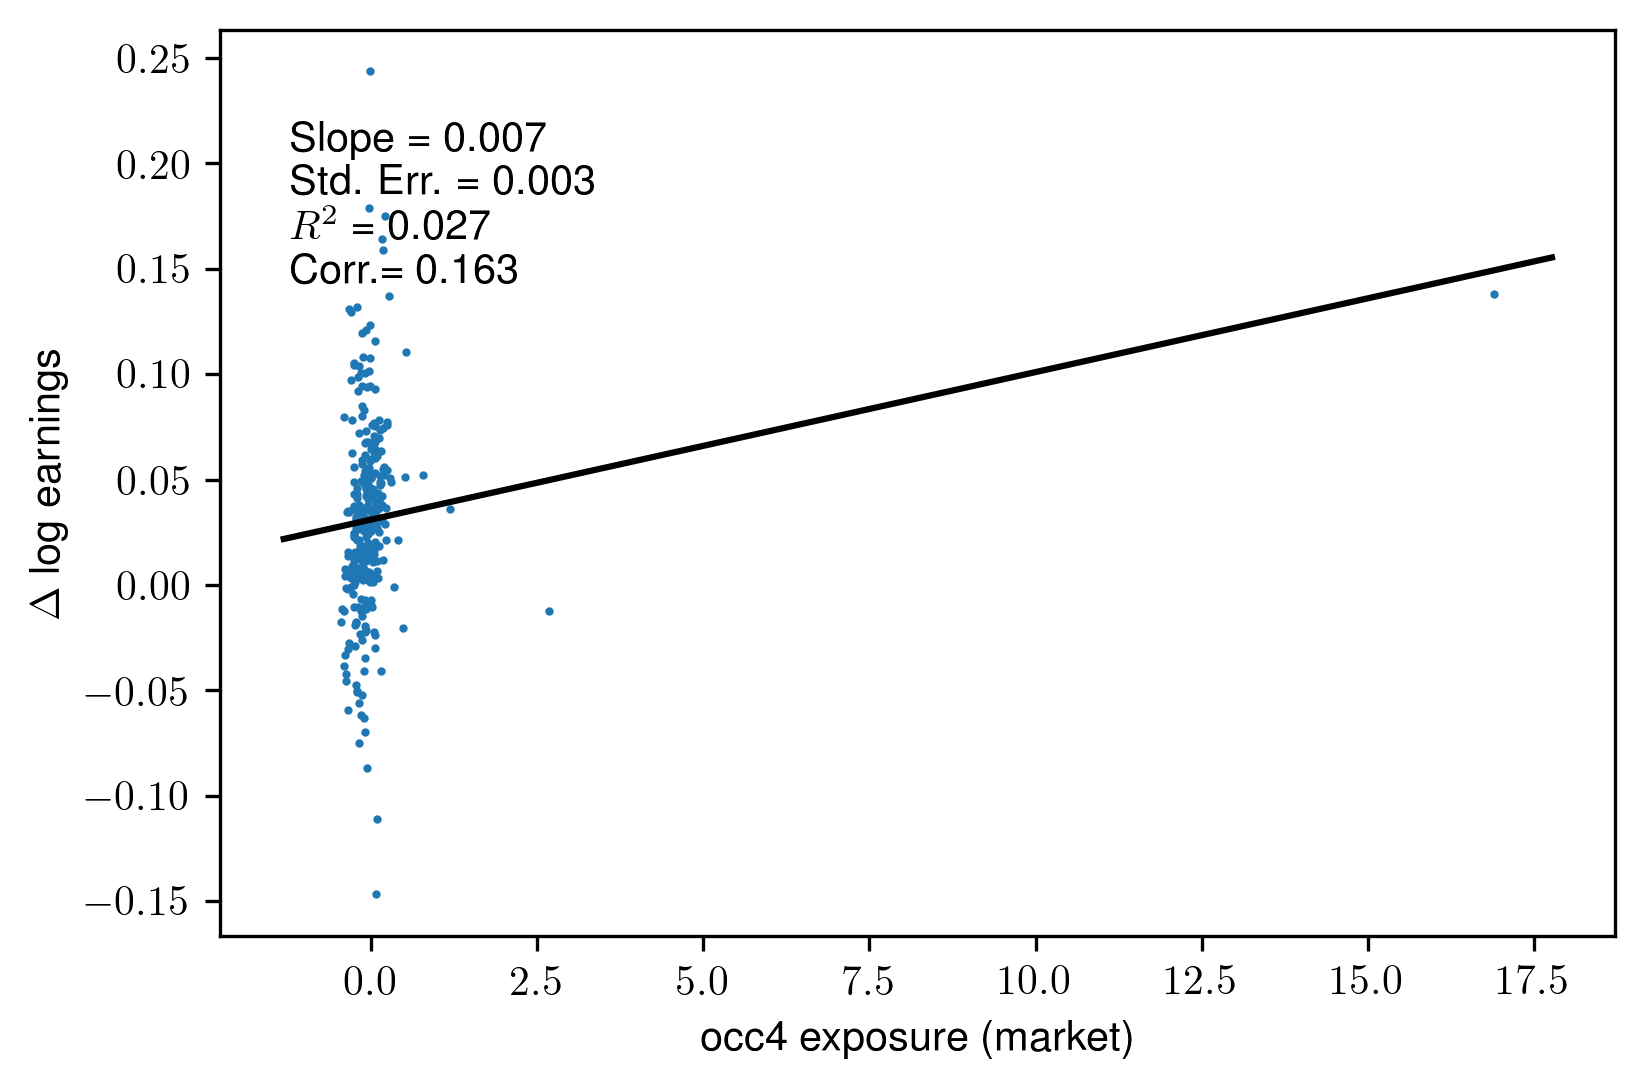 0.25
0.20
0.15
0.10
0.05
0.00
−0.05
−0.10
−0.15
Δ log earnings
Slope = 0.007
Std. Err. = 0.003
R² = 0.027
Corr.= 0.163
0.0 2.5 5.0 7.5 10.0 12.5 15.0 17.5
occ4 exposure (market)